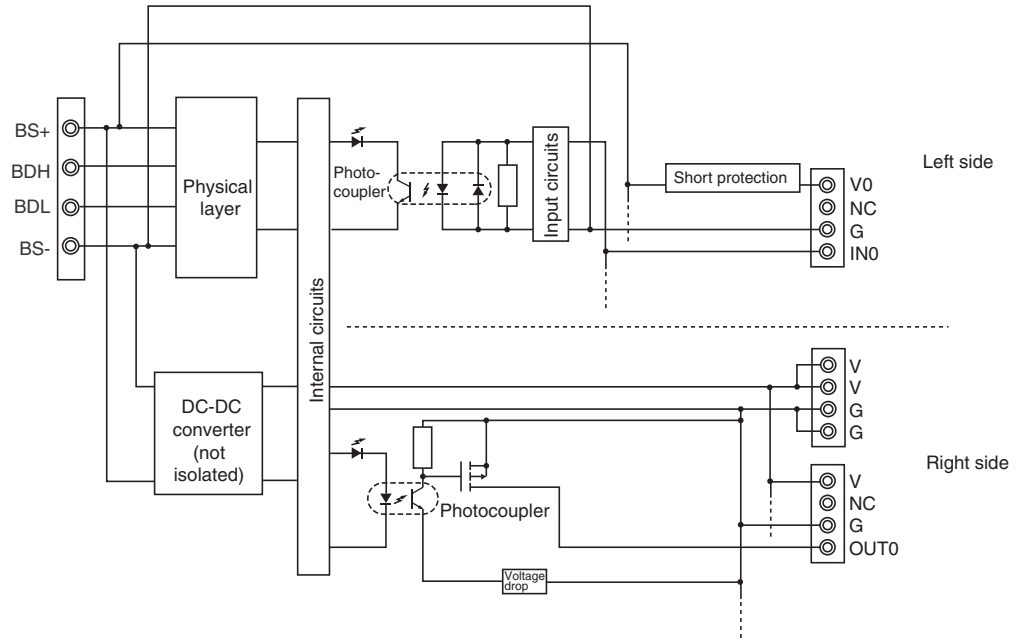 BS+
BDH
BDL
BS-
Physical
layer
Internal circuits
Photo-
coupler
Input circuits
Short protection
V0
NC
G
IN0
Left side
DC-DC
converter
(not
isolated)
Photocoupler
Voltage
drop
V
V
G
G
V
NC
G
OUT0
Right side